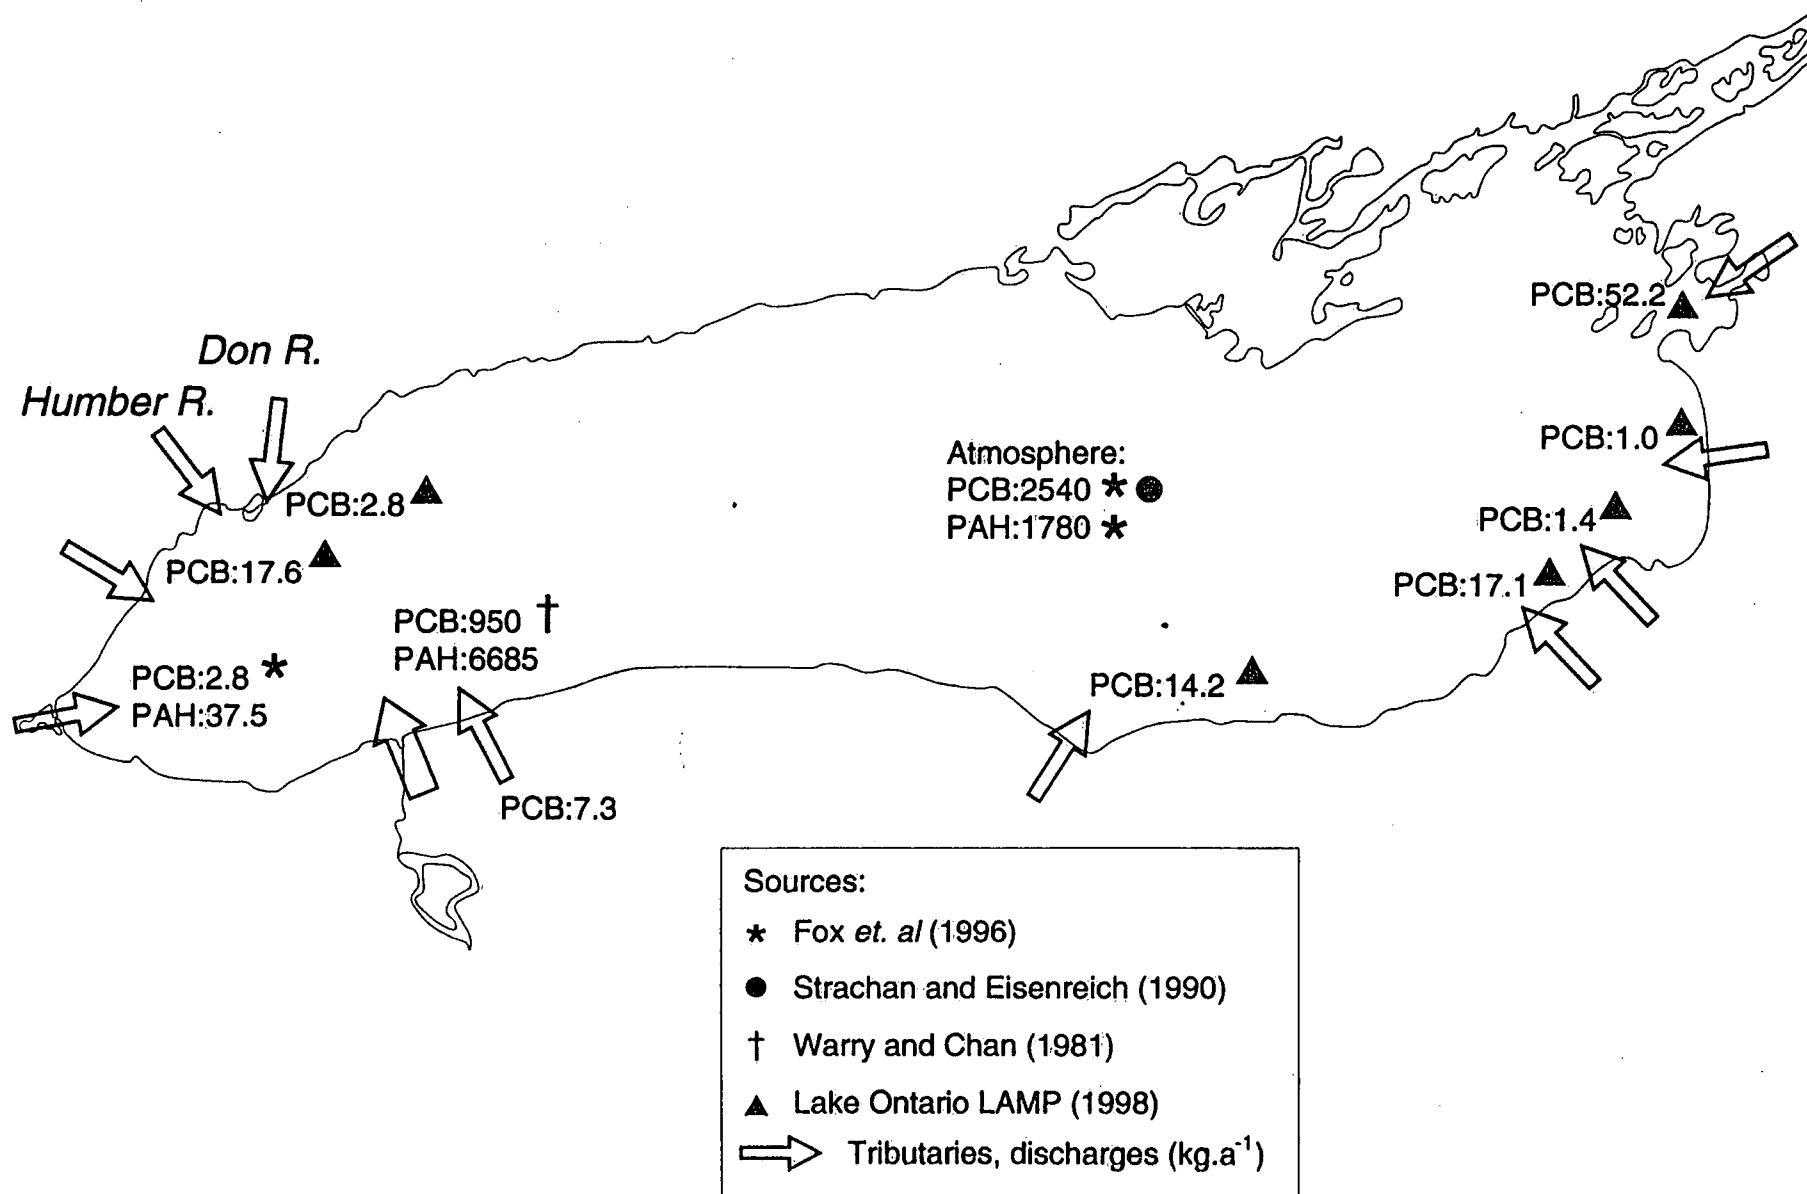 PCB:52.2
Don R.
Humber R.
PCB:1.0
Atmosphere:
PCB:2540 * ●
PAH:1780 *
PCB:2.8
PCB:1.4
PCB:17.6
PCB:17.1
PCB:950 †
PAH:6685
PCB:2.8 *
PAH:37.5
PCB:14.2
PCB:7.3
Sources:
* Fox et. al (1996)
● Strachan and Eisenreich (1990)
† Warry and Chan (1981)
▲ Lake Ontario LAMP (1998)
Tributaries, discharges (kg.a⁻¹)